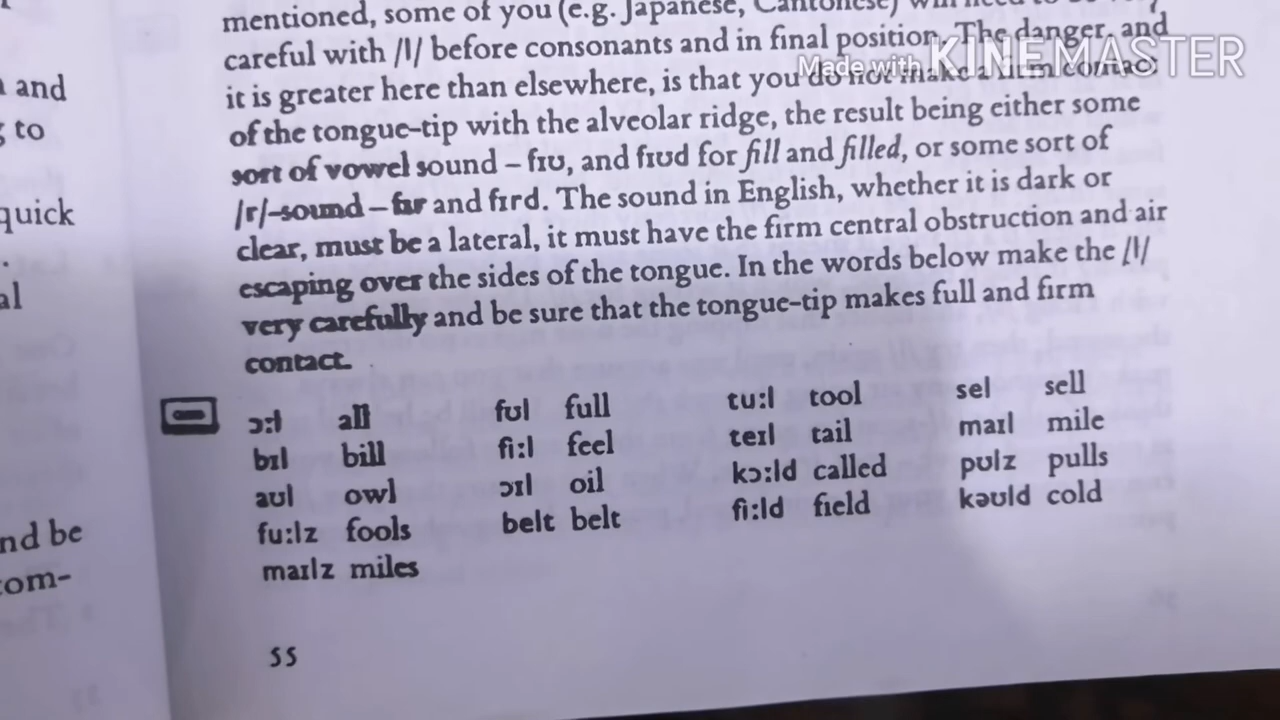 and
to
quick
.
al
nd be
com-
mentioned, some of you (e.g. Japanese, Cantonese) will need to
careful with /l/ before consonants and in final position. The danger, and
it is greater here than elsewhere, is that you do not make a firm contact
of the tongue-tip with the alveolar ridge, the result being either some
sort of vowel sound – fɪʊ, and fɪʊd for fill and filled, or some sort of
/r/-sound – fɪr and fɪrd. The sound in English, whether it is dark or
clear, must be a lateral, it must have the firm central obstruction and air
escaping over the sides of the tongue. In the words below make the /l/
very carefully and be sure that the tongue-tip makes full and firm
contact.
ɔːl all fʊl full tuːl tool sel sell
bɪl bill fiːl feel teɪl tail maɪl mile
aʊl owl ɔɪl oil kɔːld called pʊlz pulls
fuːlz fools belt belt fiːld field kəʊld cold
maɪlz miles
55
Made with KINEMASTER